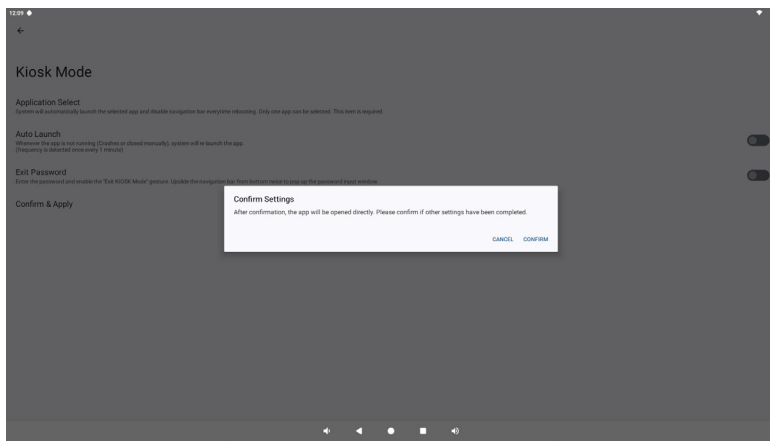 12:09
Kiosk Mode
Application Select
System will automatically launch the selected app and disable navigation bar everytime rebooting. Only one app can be selected. This item is required.
Auto Launch
Whenever the app is not running (Crashes or closed manually), system will re launch the app.
(Frequency is detected once every 1 minute)
Exit Password
Enter the password and enable the "Exit KIOSK Mode" gesture. Upslide the navigation bar from bottom twice to pop up the password input window
Confirm & Apply
Confirm Settings
After confirmation, the app will be opened directly. Please confirm if other settings have been completed.
CANCEL CONFIRM